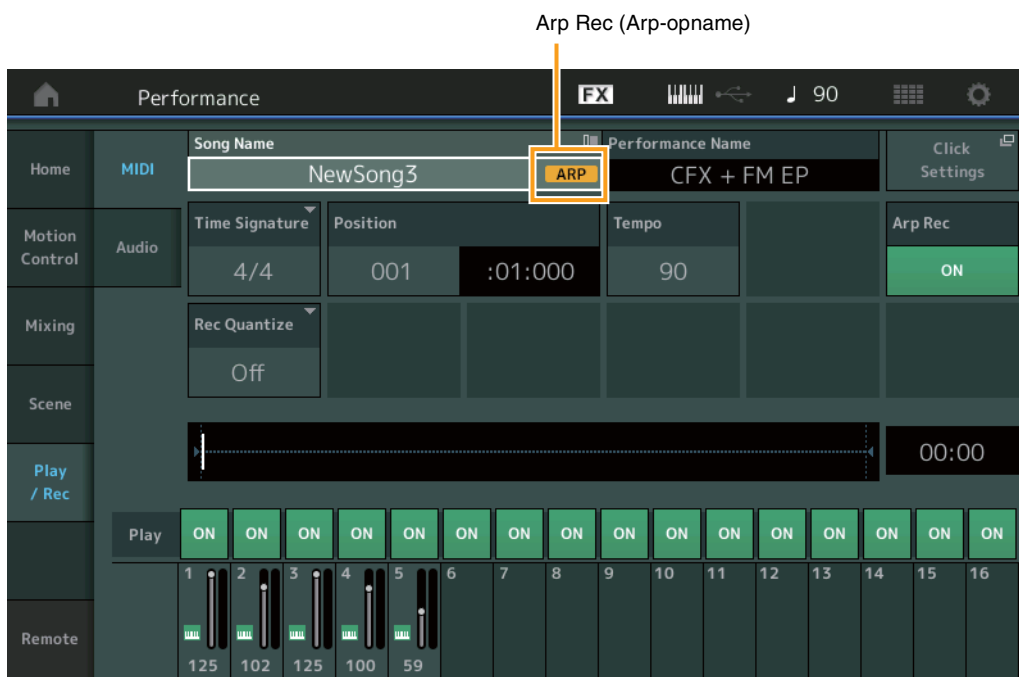 Arp Rec (Arp-opname)
Performance
FX
90
Home
Motion
Control
Mixing
Scene
Play
/ Rec
Remote
MIDI
Audio
Song Name
NewSong3
ARP
Performance Name
CFX + FM EP
Click
Settings
Time Signature
4/4
Position
001
:01:000
Tempo
90
Arp Rec
ON
Rec Quantize
Off
00:00
Play
ON ON ON ON ON ON ON ON ON ON ON ON ON ON ON ON
1 2 3 4 5 6 7 8 9 10 11 12 13 14 15 16
125 102 125 100 59